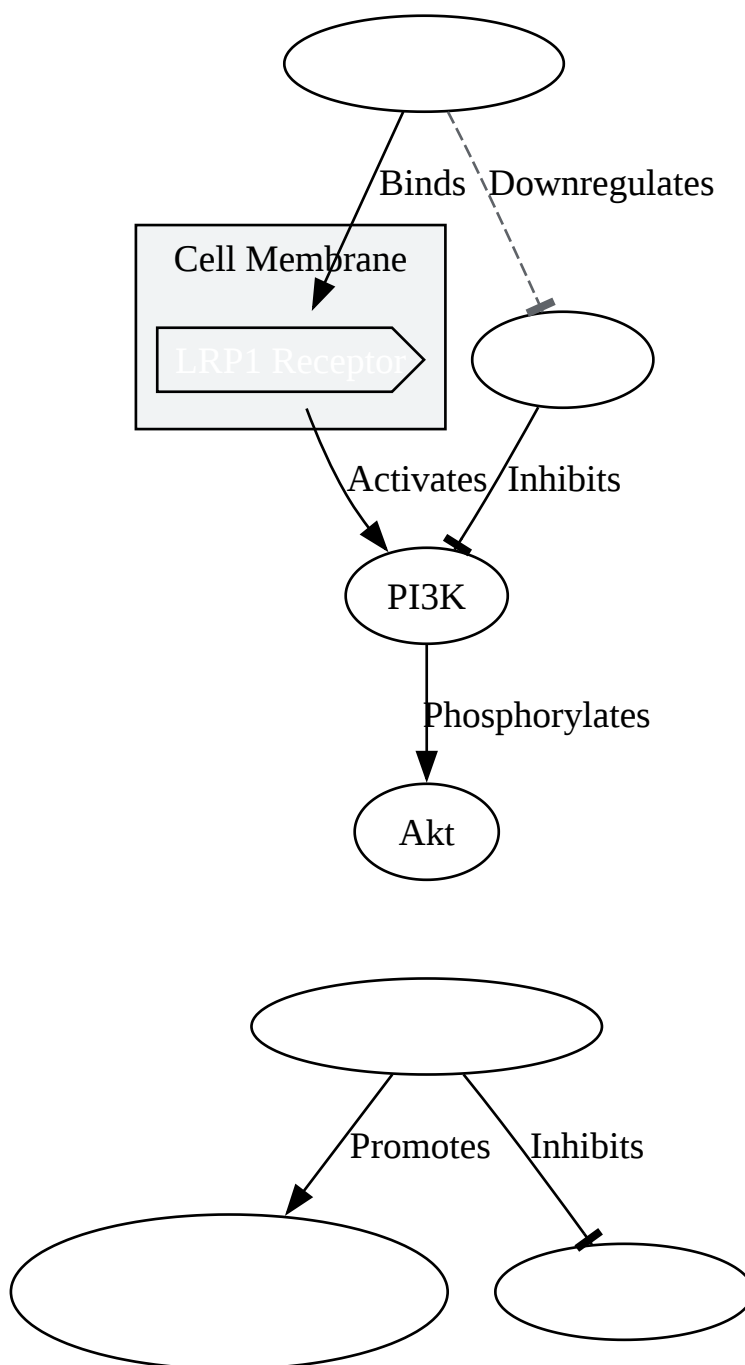 Binds
Downregulates
Cell Membrane
LRP1 Receptor
Activates
Inhibits
PI3K
Phosphorylates
Akt
Promotes
Inhibits